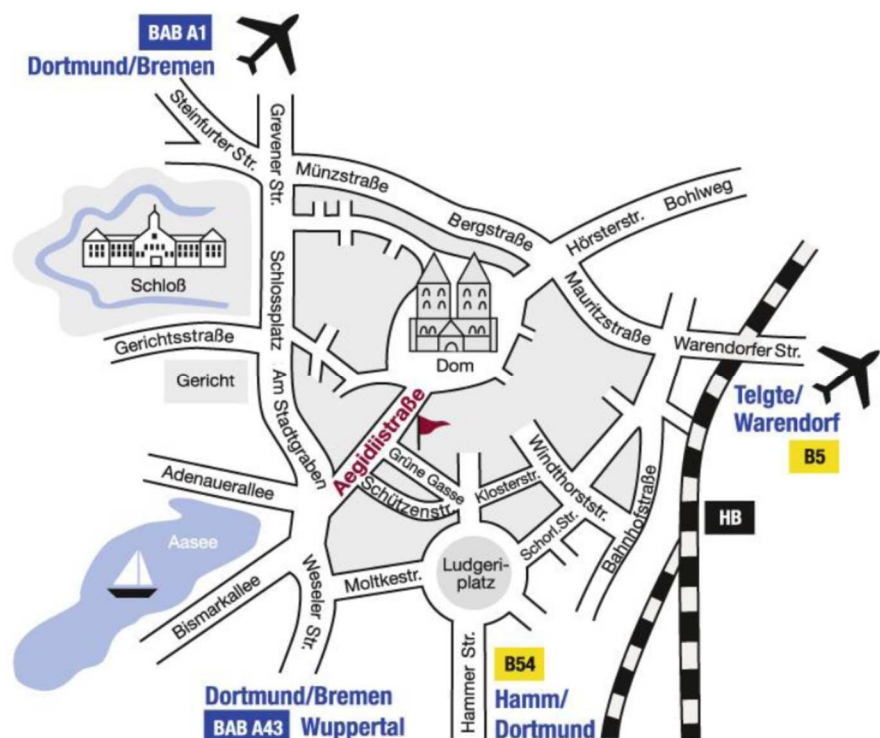 BAB A1
Dortmund/Bremen
Steinfurter Str.
Grevener Str.
Münzstraße
Bergstraße
Hörsterstr.
Bohlweg
Schloß
Schlossplatz
Mauritzstraße
Dom
Gerichtsstraße
Warendorfer Str.
Gericht
Am Stadtgraben
Telgte/
Warendorf
B5
Aegidiistraße
Grüne Gasse
Schützenstr.
Klosterstr.
Windthorststr.
Adenauerallee
Bahnhofstraße
HB
Schorl.Str.
Aasee
Ludgeri-
platz
Moltkestr.
Bismarkallee
Weseler Str.
Hammer Str.
B54
Hamm/
Dortmund
Dortmund/Bremen
BAB A43 Wuppertal